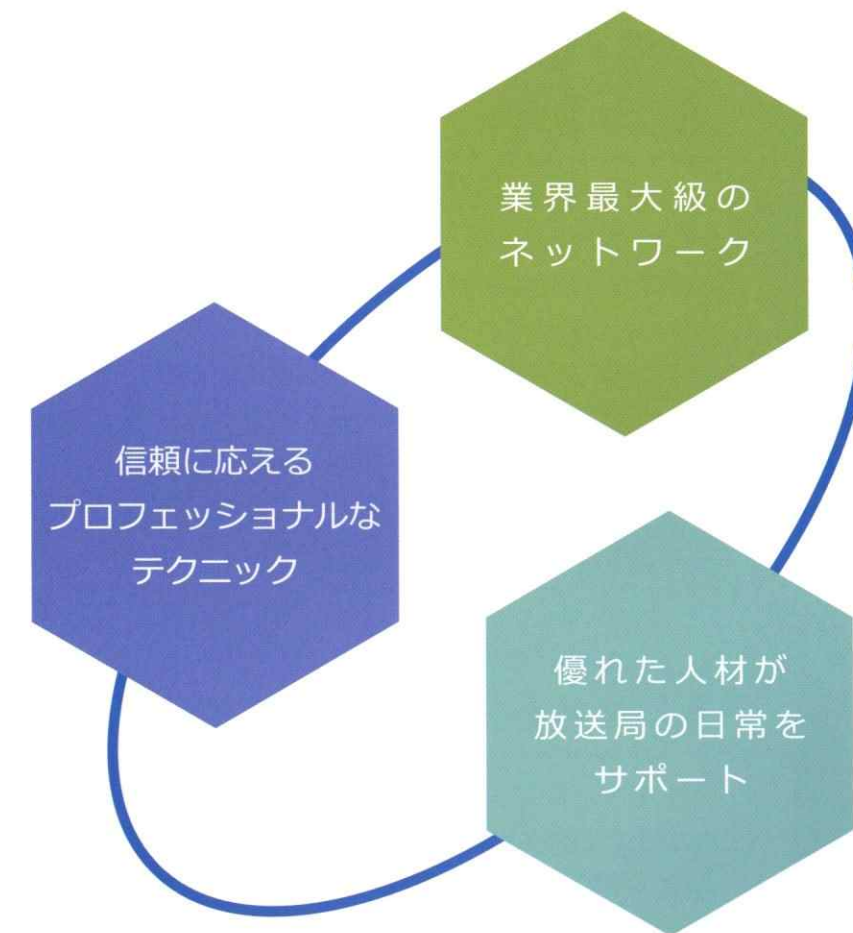 業界最大級の
ネットワーク
信頼に応える
プロフェッショナルな
テクニック
優れた人材が
放送局の日常を
サポート